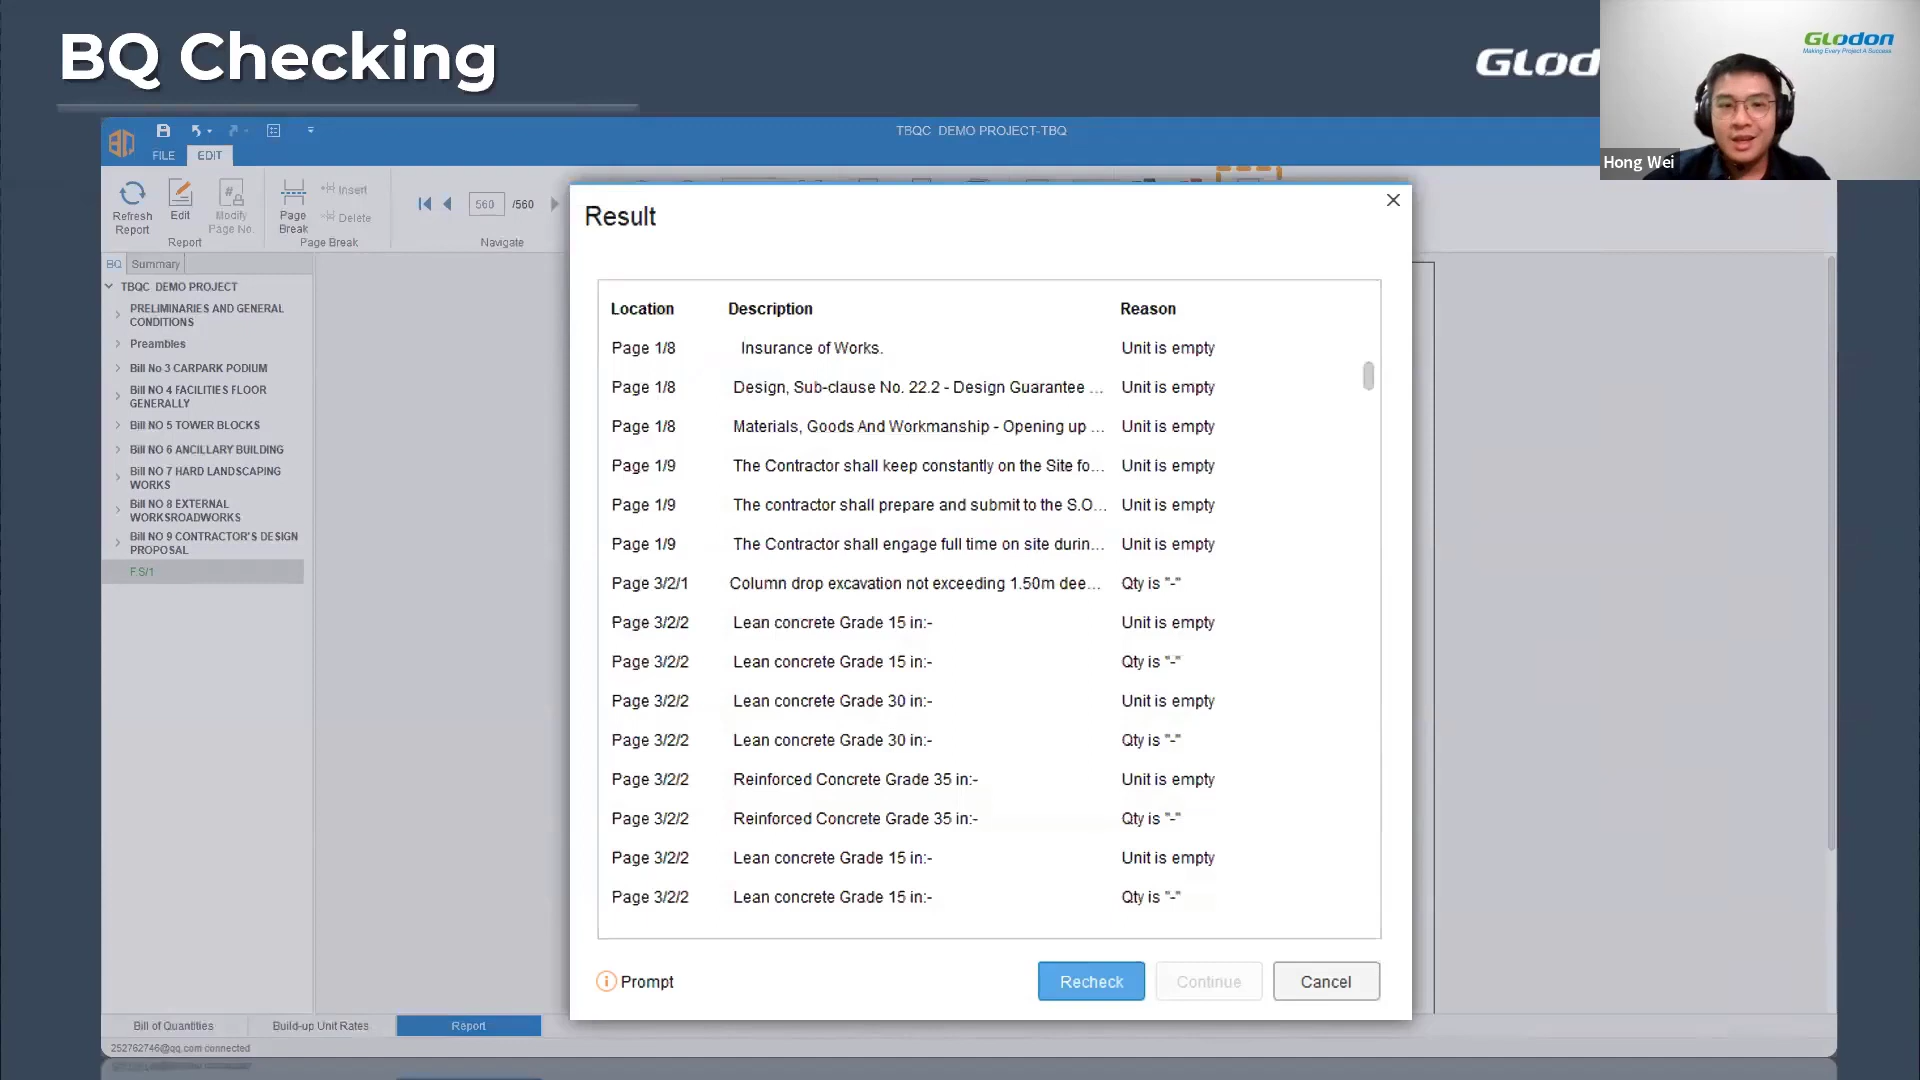 BQ Checking
GLOD
GLODON
Making Every Project A Success
Hong Wei
TBQC DEMO PROJECT-TBQ
FILE
EDIT
Refresh Report
Edit
Modify Page No.
Report
Page Break
Insert
Delete
Page Break
560 /560
Navigate
BQ
Summary
TBQC DEMO PROJECT
PRELIMINARIES AND GENERAL
CONDITIONS
Preambles
Bill No 3 CARPARK PODIUM
Bill NO 4 FACILITIES FLOOR
GENERALLY
Bill NO 5 TOWER BLOCKS
Bill NO 6 ANCILLARY BUILDING
Bill NO 7 HARD LANDSCAPING
WORKS
Bill NO 8 EXTERNAL
WORKSROADWORKS
Bill NO 9 CONTRACTOR'S DESIGN
PROPOSAL
F.S/1
Result
Location Description Reason
Page 1/8 Insurance of Works. Unit is empty
Page 1/8 Design, Sub-clause No. 22.2 - Design Guarantee ... Unit is empty
Page 1/8 Materials, Goods And Workmanship - Opening up ... Unit is empty
Page 1/9 The Contractor shall keep constantly on the Site fo... Unit is empty
Page 1/9 The contractor shall prepare and submit to the S.O... Unit is empty
Page 1/9 The Contractor shall engage full time on site durin... Unit is empty
Page 3/2/1 Column drop excavation not exceeding 1.50m dee... Qty is "-"
Page 3/2/2 Lean concrete Grade 15 in:- Unit is empty
Page 3/2/2 Lean concrete Grade 15 in:- Qty is "-"
Page 3/2/2 Lean concrete Grade 30 in:- Unit is empty
Page 3/2/2 Lean concrete Grade 30 in:- Qty is "-"
Page 3/2/2 Reinforced Concrete Grade 35 in:- Unit is empty
Page 3/2/2 Reinforced Concrete Grade 35 in:- Qty is "-"
Page 3/2/2 Lean concrete Grade 15 in:- Unit is empty
Page 3/2/2 Lean concrete Grade 15 in:- Qty is "-"
Prompt
Recheck
Continue
Cancel
Bill of Quantities
Build-up Unit Rates
Report
252762746@qq.com connected